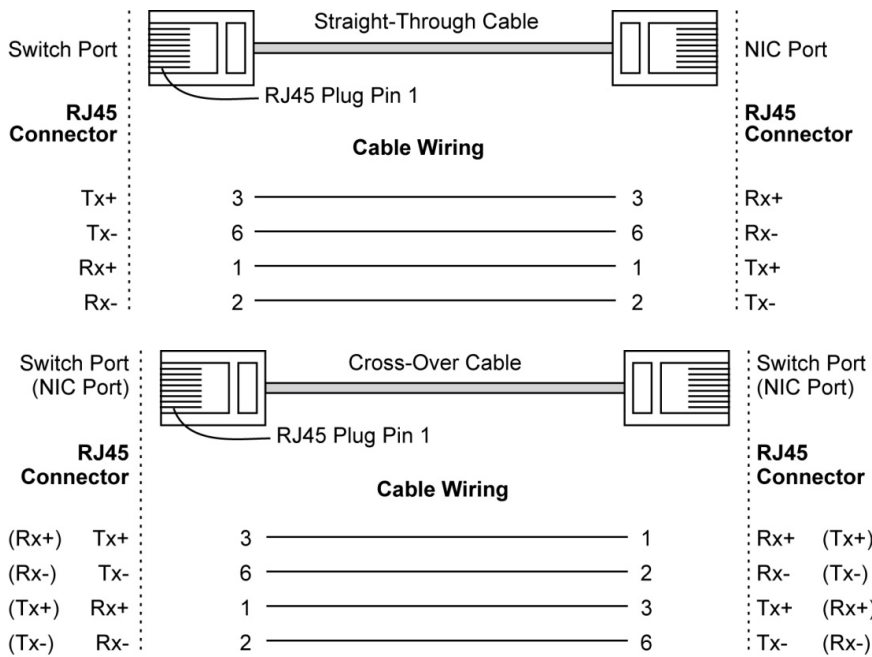 Straight-Through Cable
Switch Port NIC Port
RJ45 Plug Pin 1
RJ45 Connector RJ45 Connector
Cable Wiring
Tx+ 3 3 Rx+
Tx- 6 6 Rx-
Rx+ 1 1 Tx+
Rx- 2 2 Tx-
Switch Port (NIC Port) Cross-Over Cable Switch Port (NIC Port)
RJ45 Plug Pin 1
RJ45 Connector RJ45 Connector
Cable Wiring
(Rx+) Tx+ 3 1 Rx+ (Tx+)
(Rx-) Tx- 6 2 Rx- (Tx-)
(Tx+) Rx+ 1 3 Tx+ (Rx+)
(Tx-) Rx- 2 6 Tx- (Rx-)